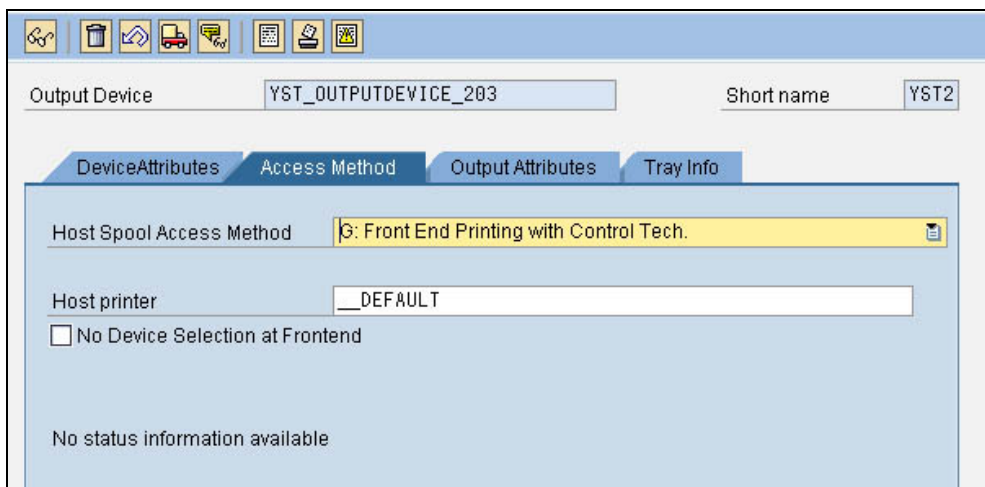 Output Device YST_OUTPUTDEVICE_203 Short name YST2
DeviceAttributes Access Method Output Attributes Tray Info
Host Spool Access Method G: Front End Printing with Control Tech.
Host printer __DEFAULT
No Device Selection at Frontend
No status information available